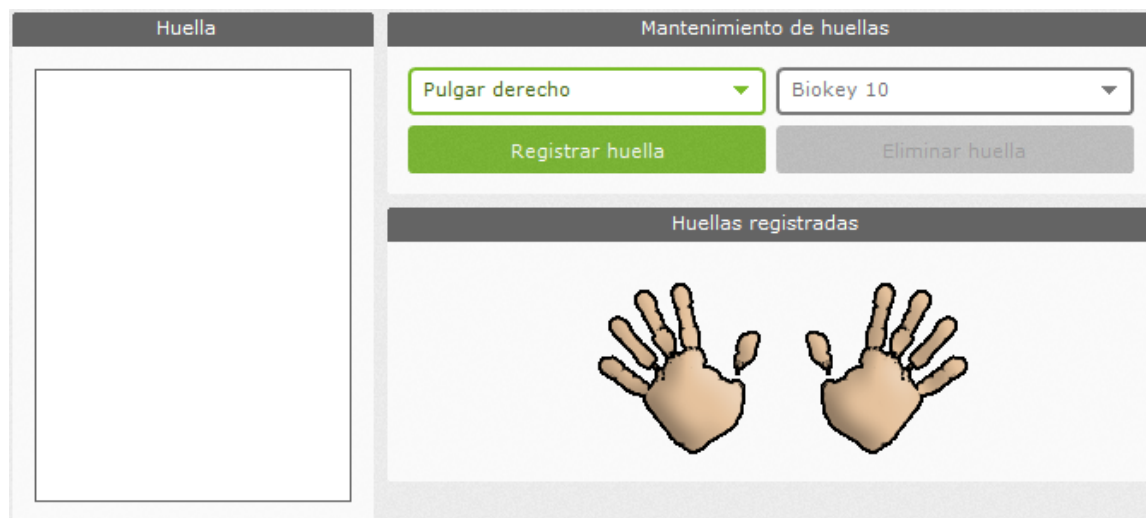 Huella
Mantenimiento de huellas
Pulgar derecho
Biokey 10
Registrar huella
Eliminar huella
Huellas registradas